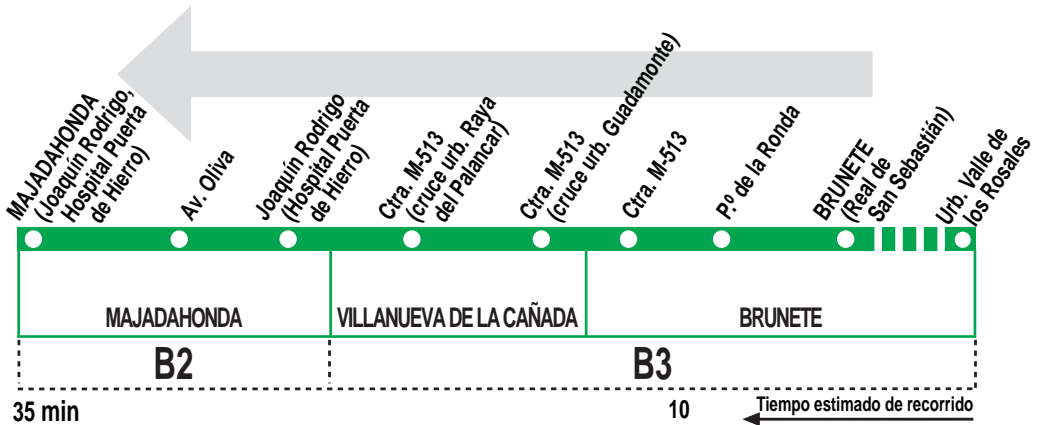 MAJADAHONDA
(Joaquín Rodrigo,
Hospital Puerta
de Hierro)
Av. Oliva
Joaquín Rodrigo
(Hospital Puerta
de Hierro)
Ctra. M-513
(cruce urb. Raya
del Palancar)
Ctra. M-513
(cruce urb. Guadamonte)
Ctra. M-513
P.º de la Ronda
BRUNETE
(Real de
San Sebastián)
Urb. Valle de
los Rosales
MAJADAHONDA
VILLANUEVA DE LA CAÑADA
BRUNETE
B2
B3
35 min
10
Tiempo estimado de recorrido